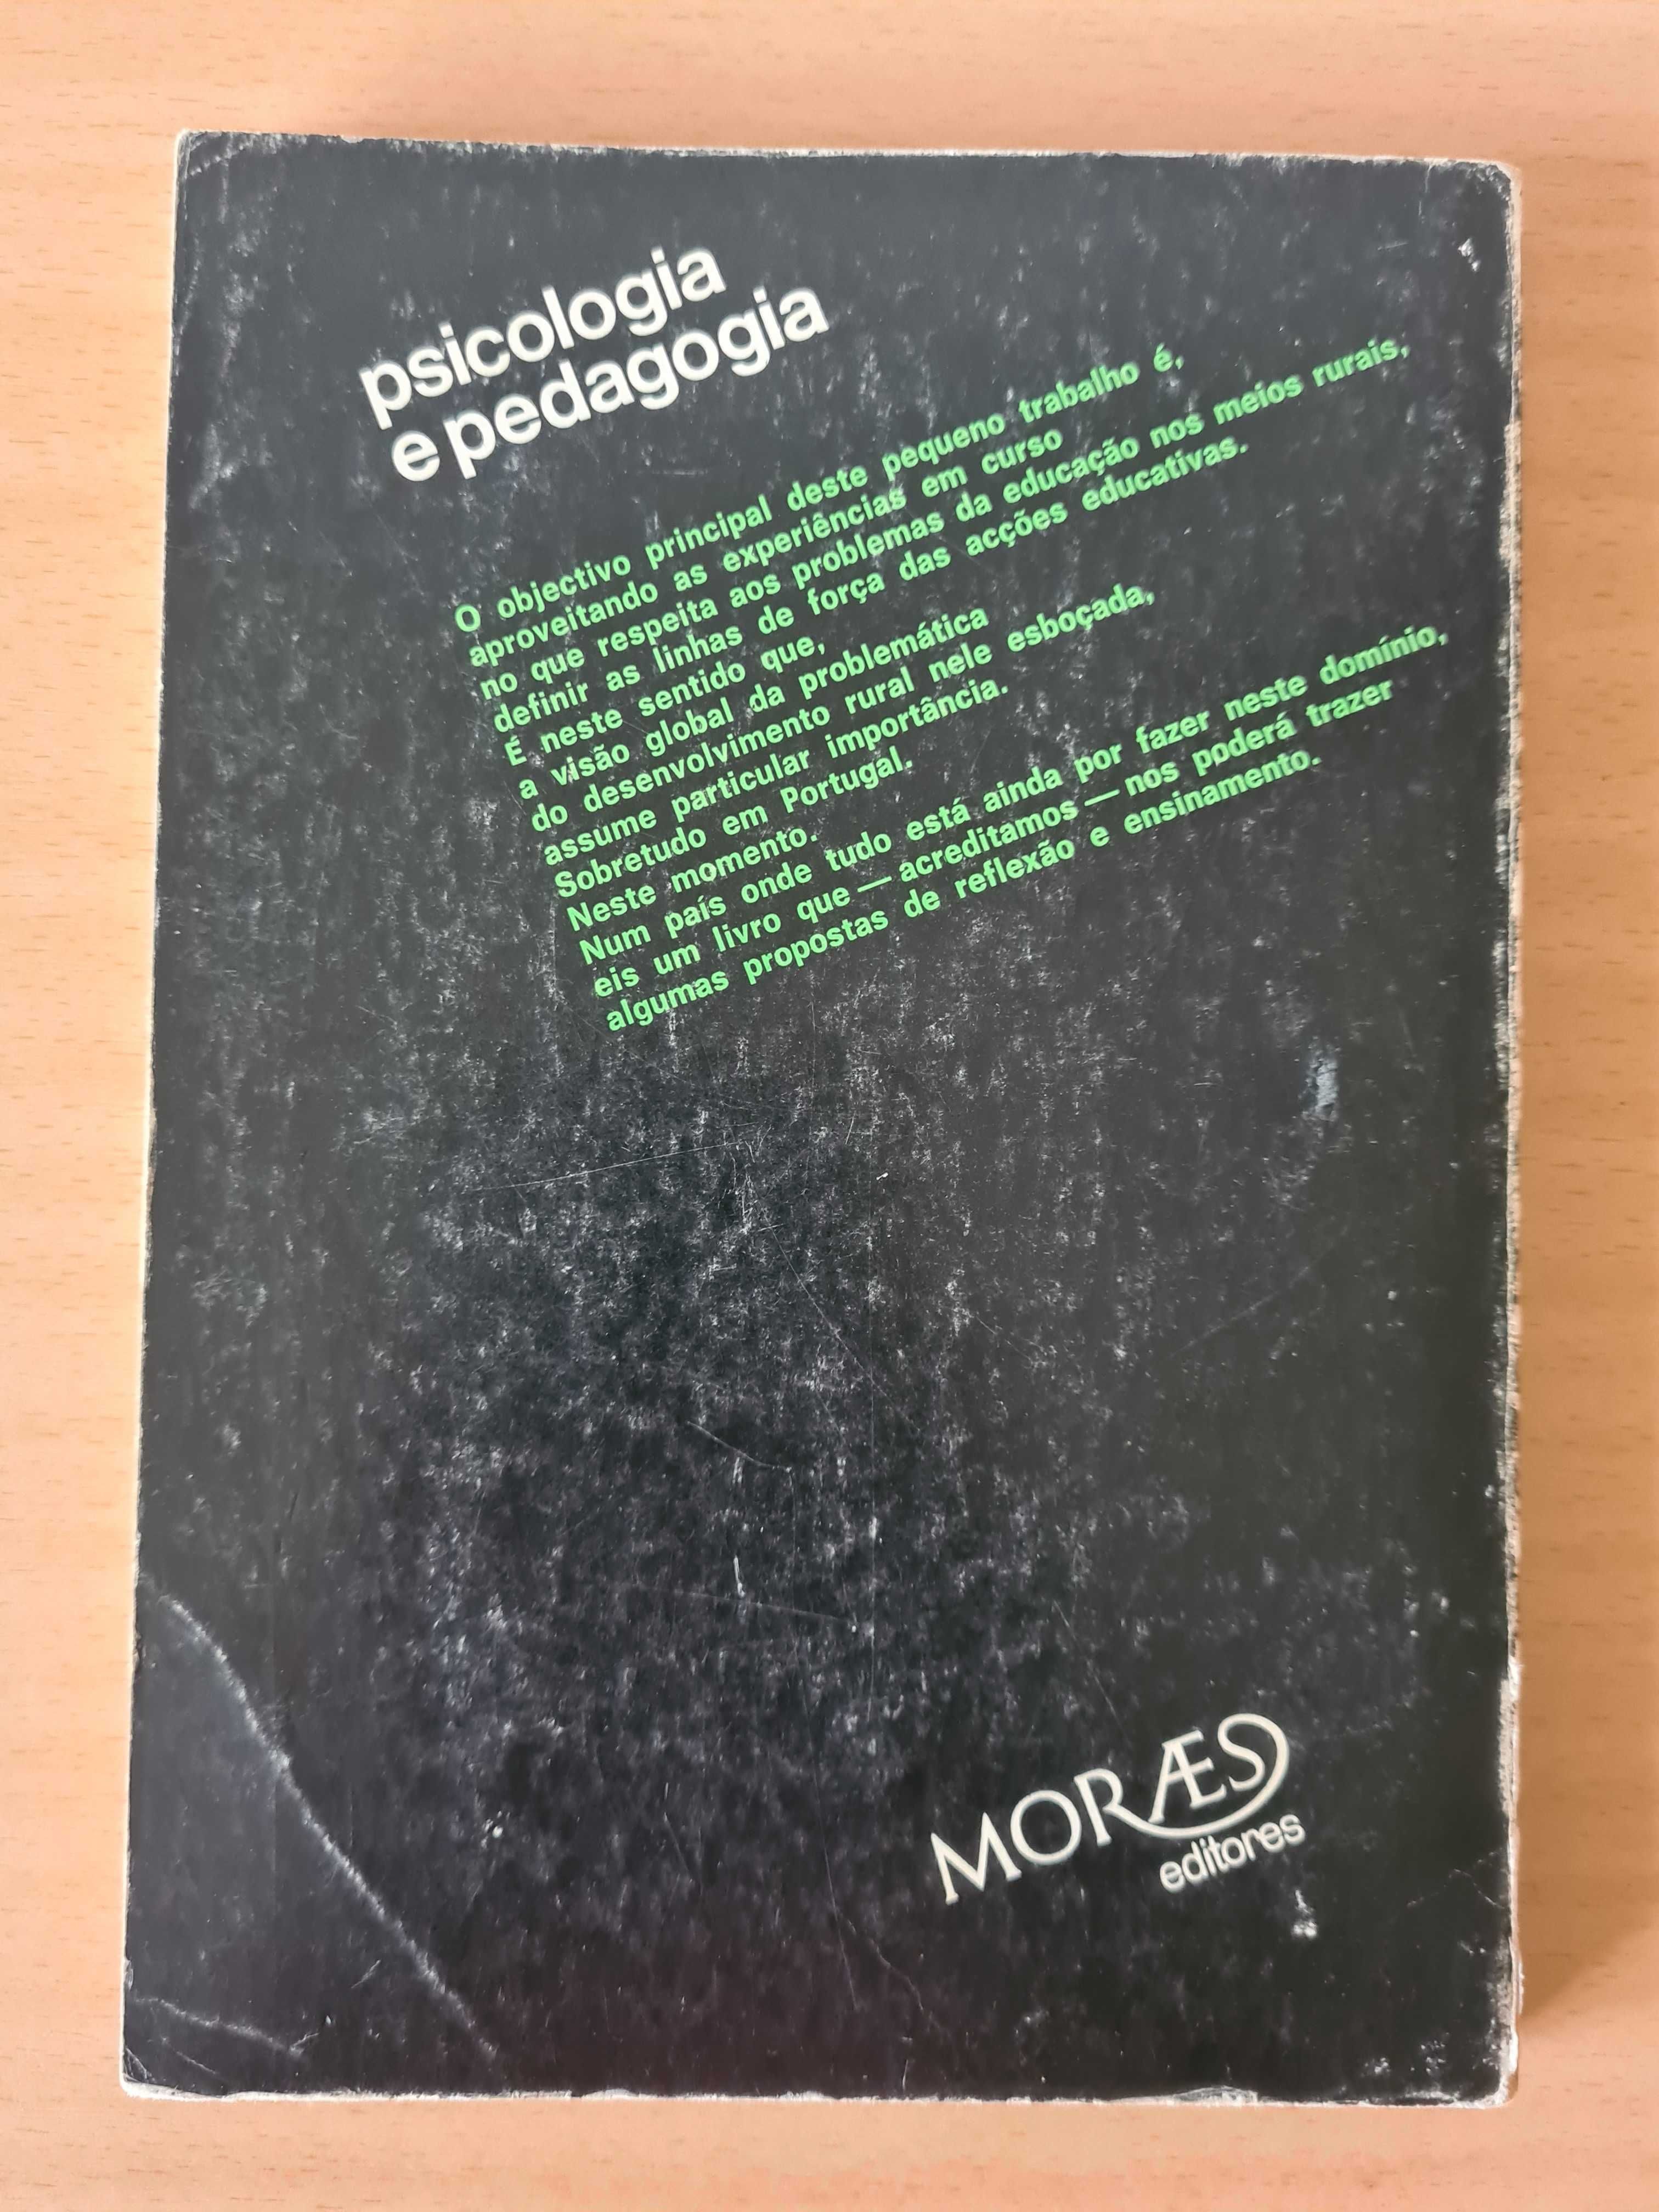 psicologia
e pedagogia
O objectivo principal deste pequeno trabalho é,
aproveitando as experiências em curso
no que respeita aos problemas da educação nos meios rurais,
definir as linhas de força das acções educativas.
É neste sentido que,
a visão global da problemática
do desenvolvimento rural nele esboçada,
assume particular importância.
Sobretudo em Portugal.
Neste momento.
Num país onde tudo está ainda por fazer neste domínio,
eis um livro que — acreditamos — nos poderá trazer
algumas propostas de reflexão e ensinamento.
MORÆS
editores